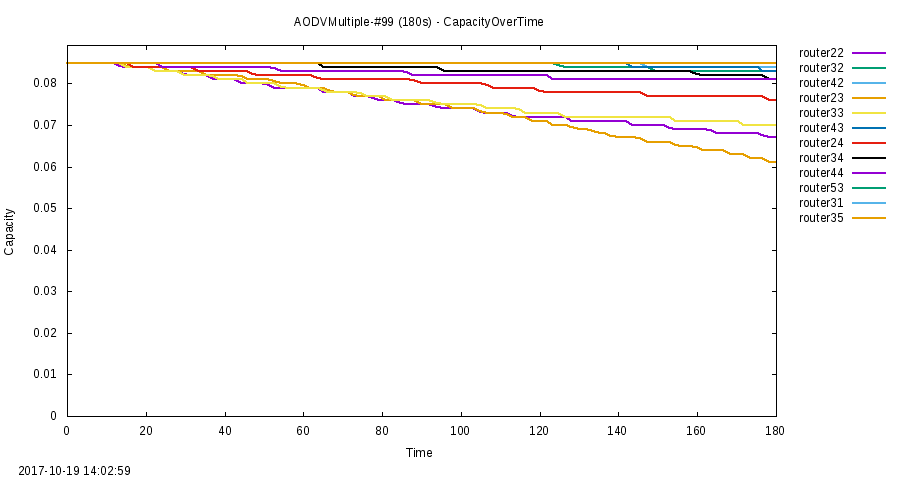 AODVMultiple-#99 (180s) - CapacityOverTime
router22
router32
router42
router23
router33
router43
router24
router34
router44
router53
router31
router35
0.08
0.07
0.06
0.05
0.04
0.03
0.02
0.01
0
Capacity
0 20 40 60 80 100 120 140 160 180
Time
2017-10-19 14:02:59